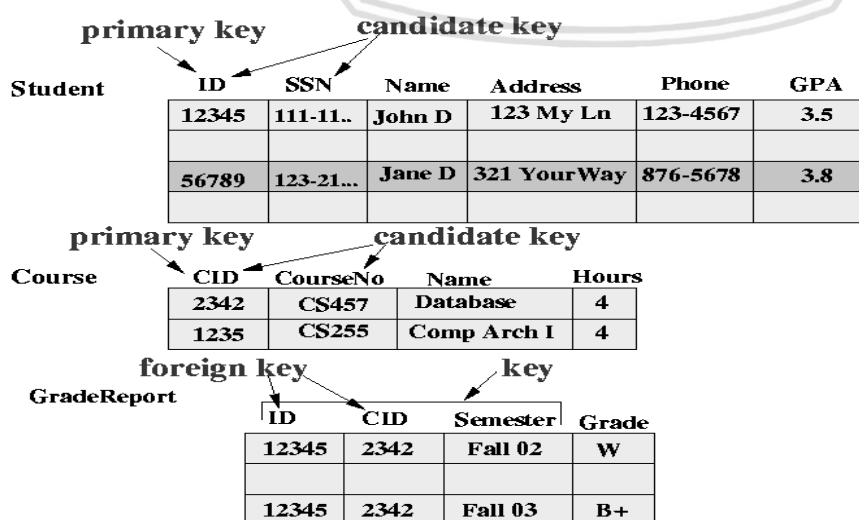 primary key candidate key
Student ID SSN Name Address Phone GPA
12345 111-11.. John D 123 My Ln 123-4567 3.5
56789 123-21... Jane D 321 YourWay 876-5678 3.8
primary key candidate key
Course CID CourseNo Name Hours
2342 CS457 Database 4
1235 CS255 Comp Arch I 4
foreign key key
GradeReport ID CID Semester Grade
12345 2342 Fall 02 W
12345 2342 Fall 03 B+